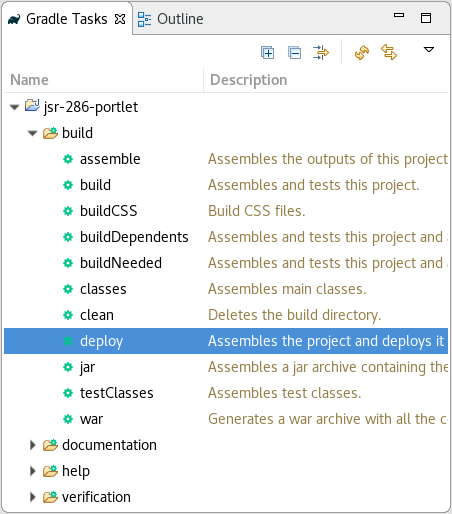 Gradle Tasks Outline
Name Description
jsr-286-portlet
build
assemble Assembles the outputs of this project
build Assembles and tests this project.
buildCSS Build CSS files.
buildDependents Assembles and tests this project and
buildNeeded Assembles and tests this project and
classes Assembles main classes.
clean Deletes the build directory.
deploy Assembles the project and deploys it
jar Assembles a jar archive containing the
testClasses Assembles test classes.
war Generates a war archive with all the
documentation
help
verification